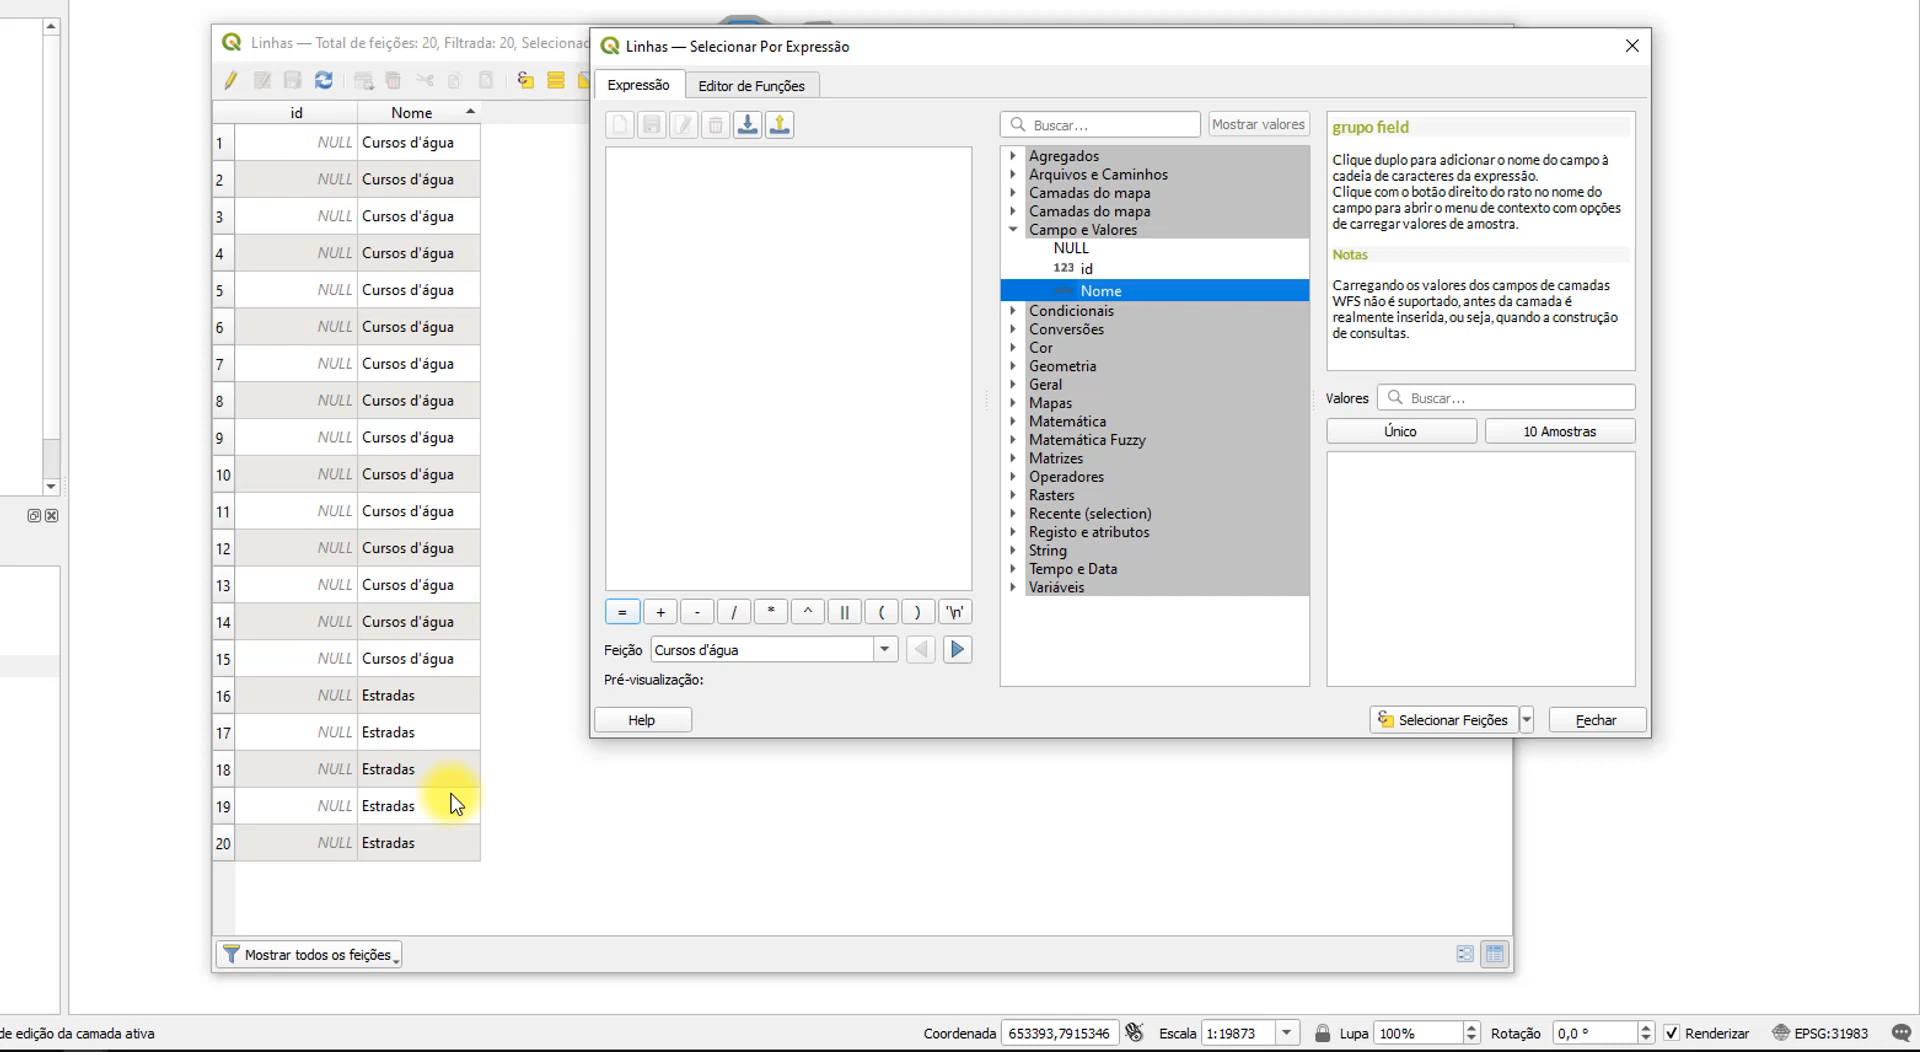 Linhas — Total de feições: 20, Filtrada: 20, Selecionad
id Nome
1 NULL Cursos d'água
2 NULL Cursos d'água
3 NULL Cursos d'água
4 NULL Cursos d'água
5 NULL Cursos d'água
6 NULL Cursos d'água
7 NULL Cursos d'água
8 NULL Cursos d'água
9 NULL Cursos d'água
10 NULL Cursos d'água
11 NULL Cursos d'água
12 NULL Cursos d'água
13 NULL Cursos d'água
14 NULL Cursos d'água
15 NULL Cursos d'água
16 NULL Estradas
17 NULL Estradas
18 NULL Estradas
19 NULL Estradas
20 NULL Estradas
Mostrar todos os feições
Linhas — Selecionar Por Expressão
Expressão Editor de Funções
= + - / * ^ || ( ) '\n'
Feição Cursos d'água
Pré-visualização:
Help
Buscar... Mostrar valores
Agregados
Arquivos e Caminhos
Camadas do mapa
Camadas do mapa
Campo e Valores
NULL
123 id
Nome
Condicionais
Conversões
Cor
Geometria
Geral
Mapas
Matemática
Matemática Fuzzy
Matrizes
Operadores
Rasters
Recente (selection)
Registo e atributos
String
Tempo e Data
Variáveis
grupo field
Clique duplo para adicionar o nome do campo à
cadeia de caracteres da expressão.
Clique com o botão direito do rato no nome do
campo para abrir o menu de contexto com opções
de carregar valores de amostra.
Notas
Carregando os valores dos campos de camadas
WFS não é suportado, antes da camada é
realmente inserida, ou seja, quando a construção
de consultas.
Valores Buscar...
Único 10 Amostras
Selecionar Feições Fechar
de edição da camada ativa Coordenada 653393,7915346 Escala 1:19873 Lupa 100% Rotação 0,0 ° Renderizar EPSG:31983